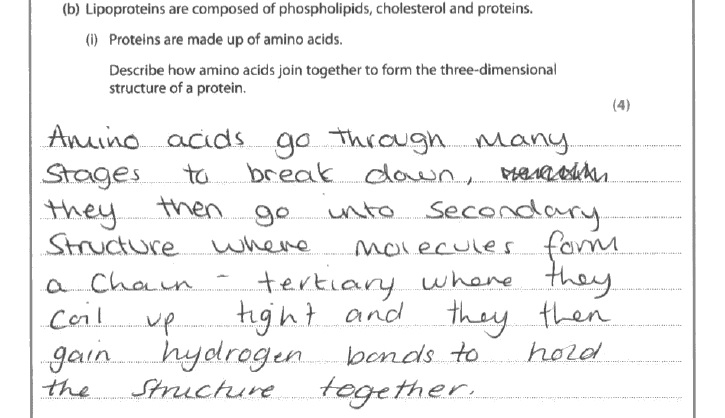 (b) Lipoproteins are composed of phospholipids, cholesterol and proteins.
(i) Proteins are made up of amino acids.
Describe how amino acids join together to form the three-dimensional
structure of a protein.
(4)
Amino acids go through many
stages to break down,
they then go into secondary
structure where molecules form
a chain - tertiary where they
coil up tight and they then
gain hydrogen bonds to hold
the structure together.